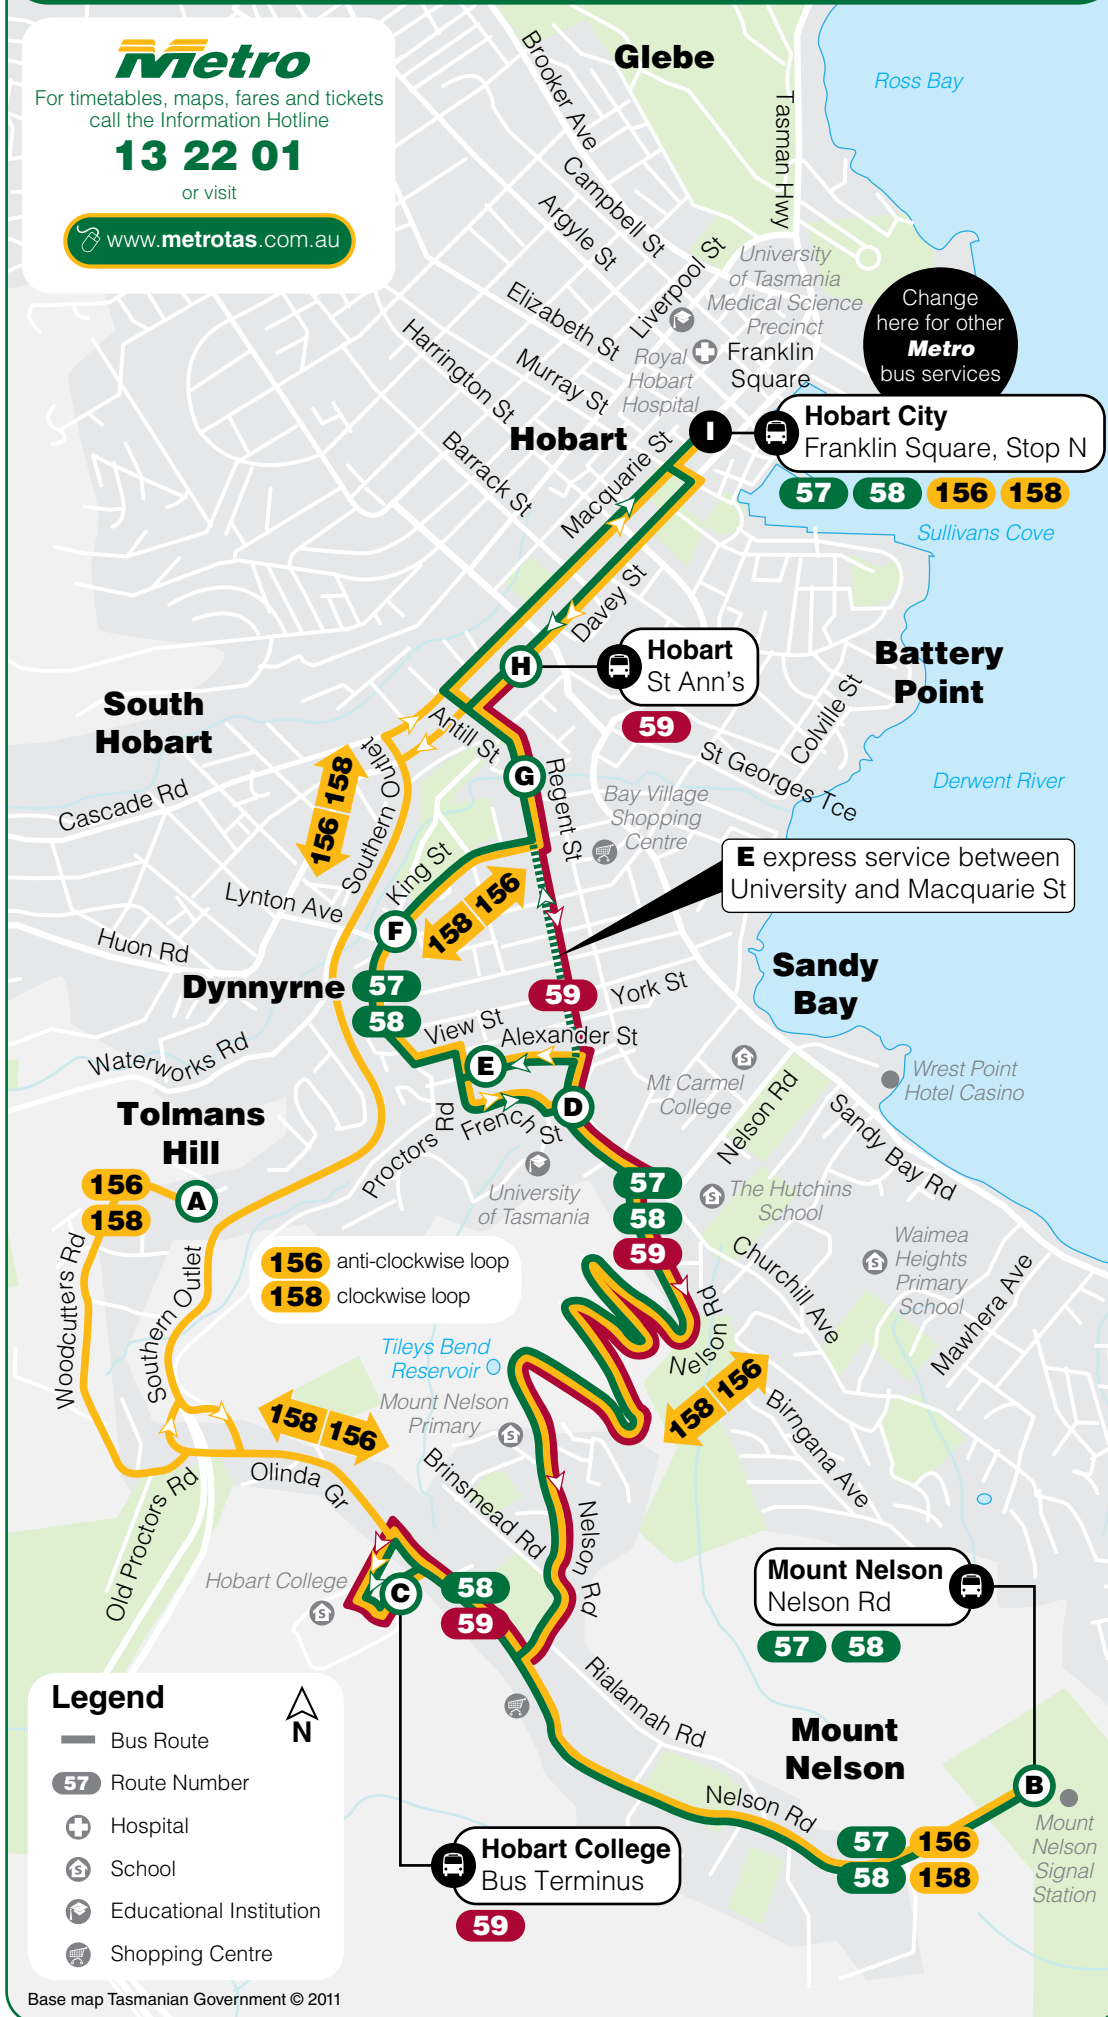 Metro
For timetables, maps, fares and tickets
call the Information Hotline
13 22 01
or visit
www.metrotas.com.au
Glebe
Ross Bay
Brooker Ave
Tasman Hwy
Campbell St
Argyle St
Liverpool St
University
of Tasmania
Medical Science
Precinct
Elizabeth St
Harrington St
Murray St
Royal
Hobart
Hospital
Franklin
Square
Change
here for other
Metro
bus services
Barrack St
Hobart
Macquarie St
I
Hobart City
Franklin Square, Stop N
57 58 156 158
Sullivans Cove
Davey St
H
Hobart
St Ann's
59
Battery
Point
South
Hobart
Antill St
Colville St
St Georges Tce
Derwent River
G
Regent St
Bay Village
Shopping
Centre
Cascade Rd
156 158
Southern Outlet
King St
Lynton Ave
158 156
E express service between
University and Macquarie St
F
Huon Rd
Dynnyrne
57
58
Sandy
Bay
59
York St
View St
Alexander St
E
Waterworks Rd
Mt Carmel
College
Wrest Point
Hotel Casino
Nelson Rd
Sandy Bay Rd
D
Tolmans
Hill
Proctors Rd
French St
University
of Tasmania
156
158
A
57
58
59
The Hutchins
School
Waimea
Heights
Primary
School
Churchill Ave
Mawhera Ave
Woodcutters Rd
Southern Outlet
156 anti-clockwise loop
158 clockwise loop
Tileys Bend
Reservoir
Nelson Rd
158 156
Mount Nelson
Primary
158 156
Birngana Ave
Olinda Gr
Brinsmead Rd
Nelson Rd
Old Proctors Rd
Hobart College
C
58
59
Mount Nelson
Nelson Rd
57 58
Rialannah Rd
Mount
Nelson
B
Nelson Rd
57 156
58 158
Mount
Nelson
Signal
Station
Hobart College
Bus Terminus
59
Legend
N
Bus Route
57 Route Number
Hospital
School
Educational Institution
Shopping Centre
Base map Tasmanian Government © 2011